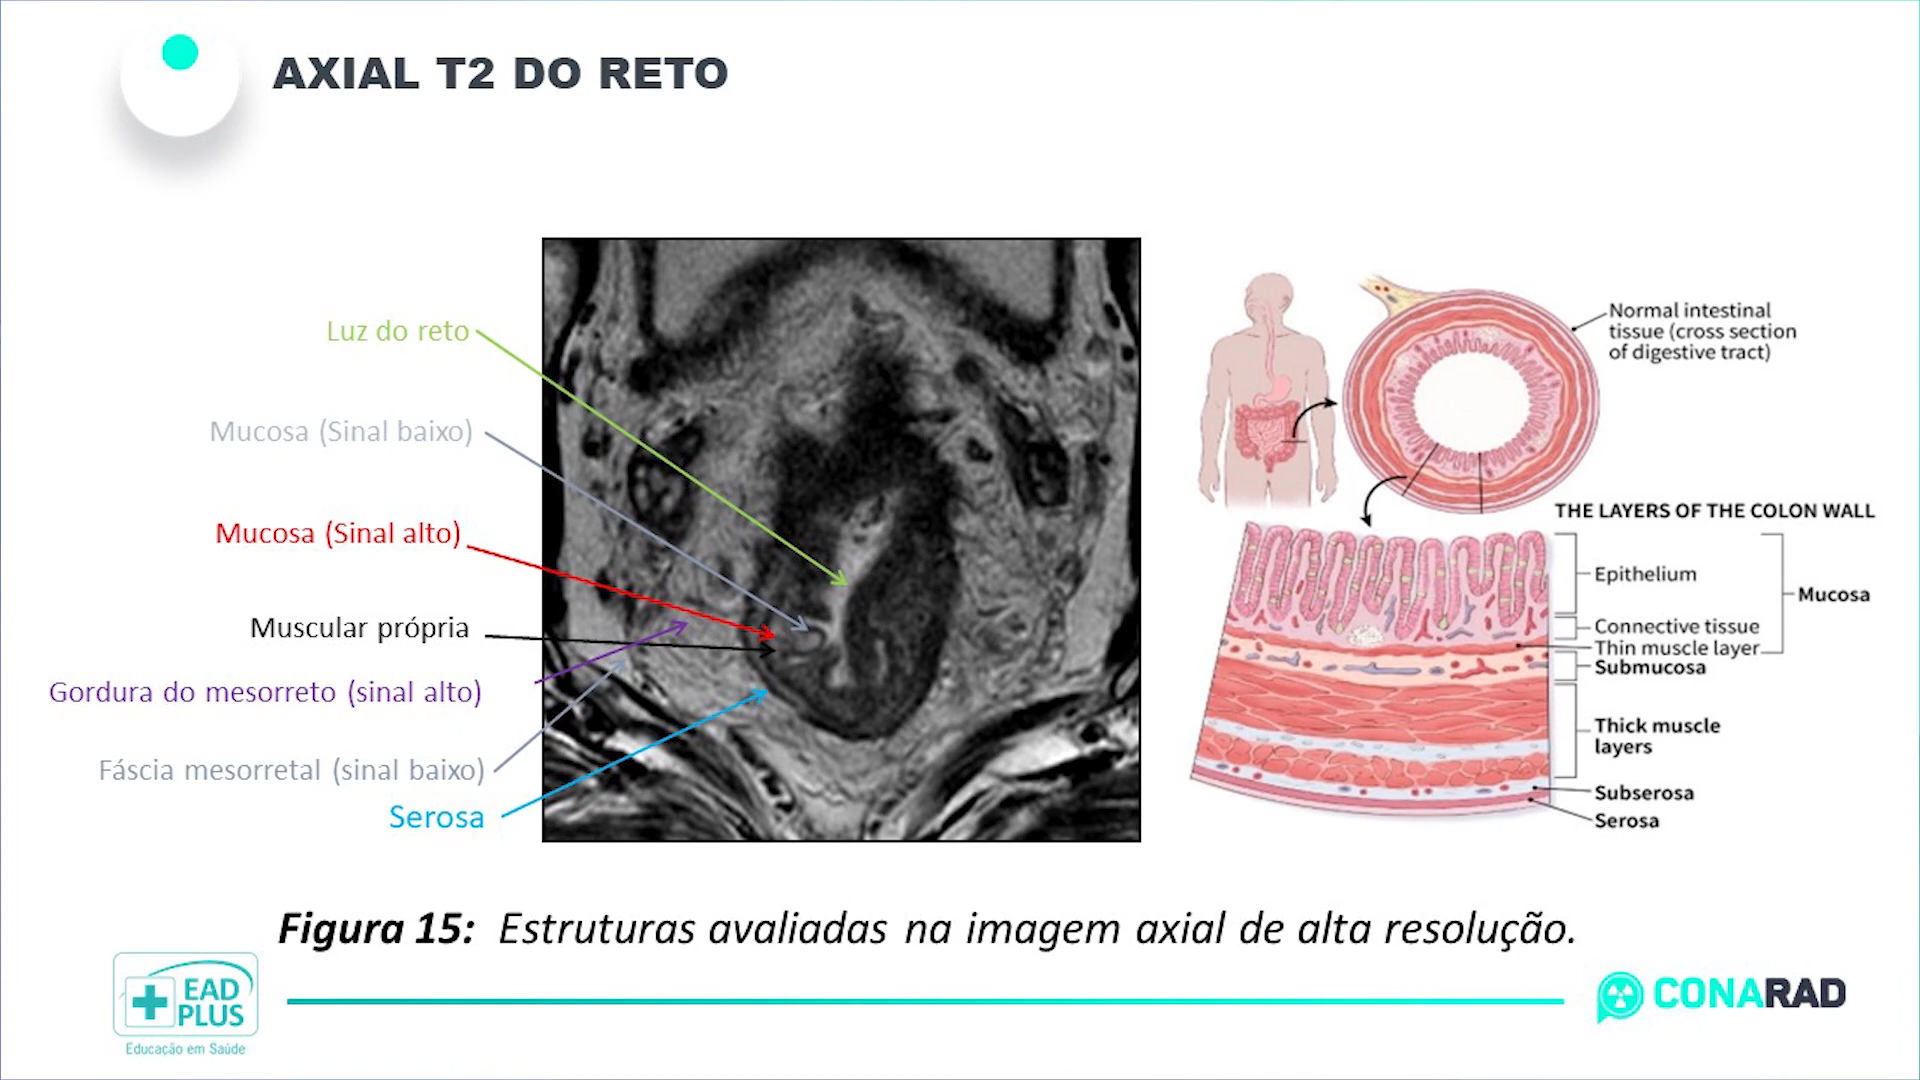 AXIAL T2 DO RETO
Luz do reto
Mucosa (Sinal baixo)
Mucosa (Sinal alto)
Muscular própria
Gordura do mesorreto (sinal alto)
Fáscia mesorretal (sinal baixo)
Serosa
Normal intestinal
tissue (cross section
of digestive tract)
THE LAYERS OF THE COLON WALL
Epithelium
Mucosa
Connective tissue
Thin muscle layer
Submucosa
Thick muscle
layers
Subserosa
Serosa
Figura 15: Estruturas avaliadas na imagem axial de alta resolução.
EAD
PLUS
Educação em Saúde
CONARAD